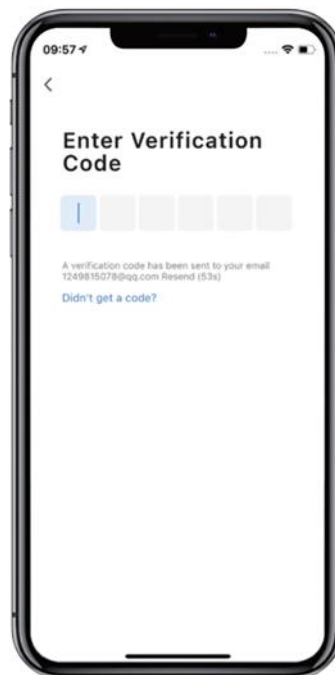 09:57
Enter Verification
Code
A verification code has been sent to your email
1249815078@qq.com Resend (53s)
Didn't get a code?